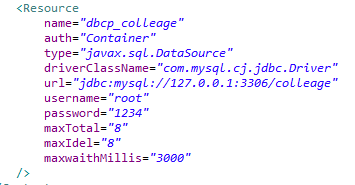 <Resource
name="dbcp_colleage"
auth="Container"
type="javax.sql.DataSource"
driverClassName="com.mysql.cj.jdbc.Driver"
url="jdbc:mysql://127.0.0.1:3306/colleage"
username="root"
password="1234"
maxTotal="8"
maxIdel="8"
maxwaithMillis="3000"
/>